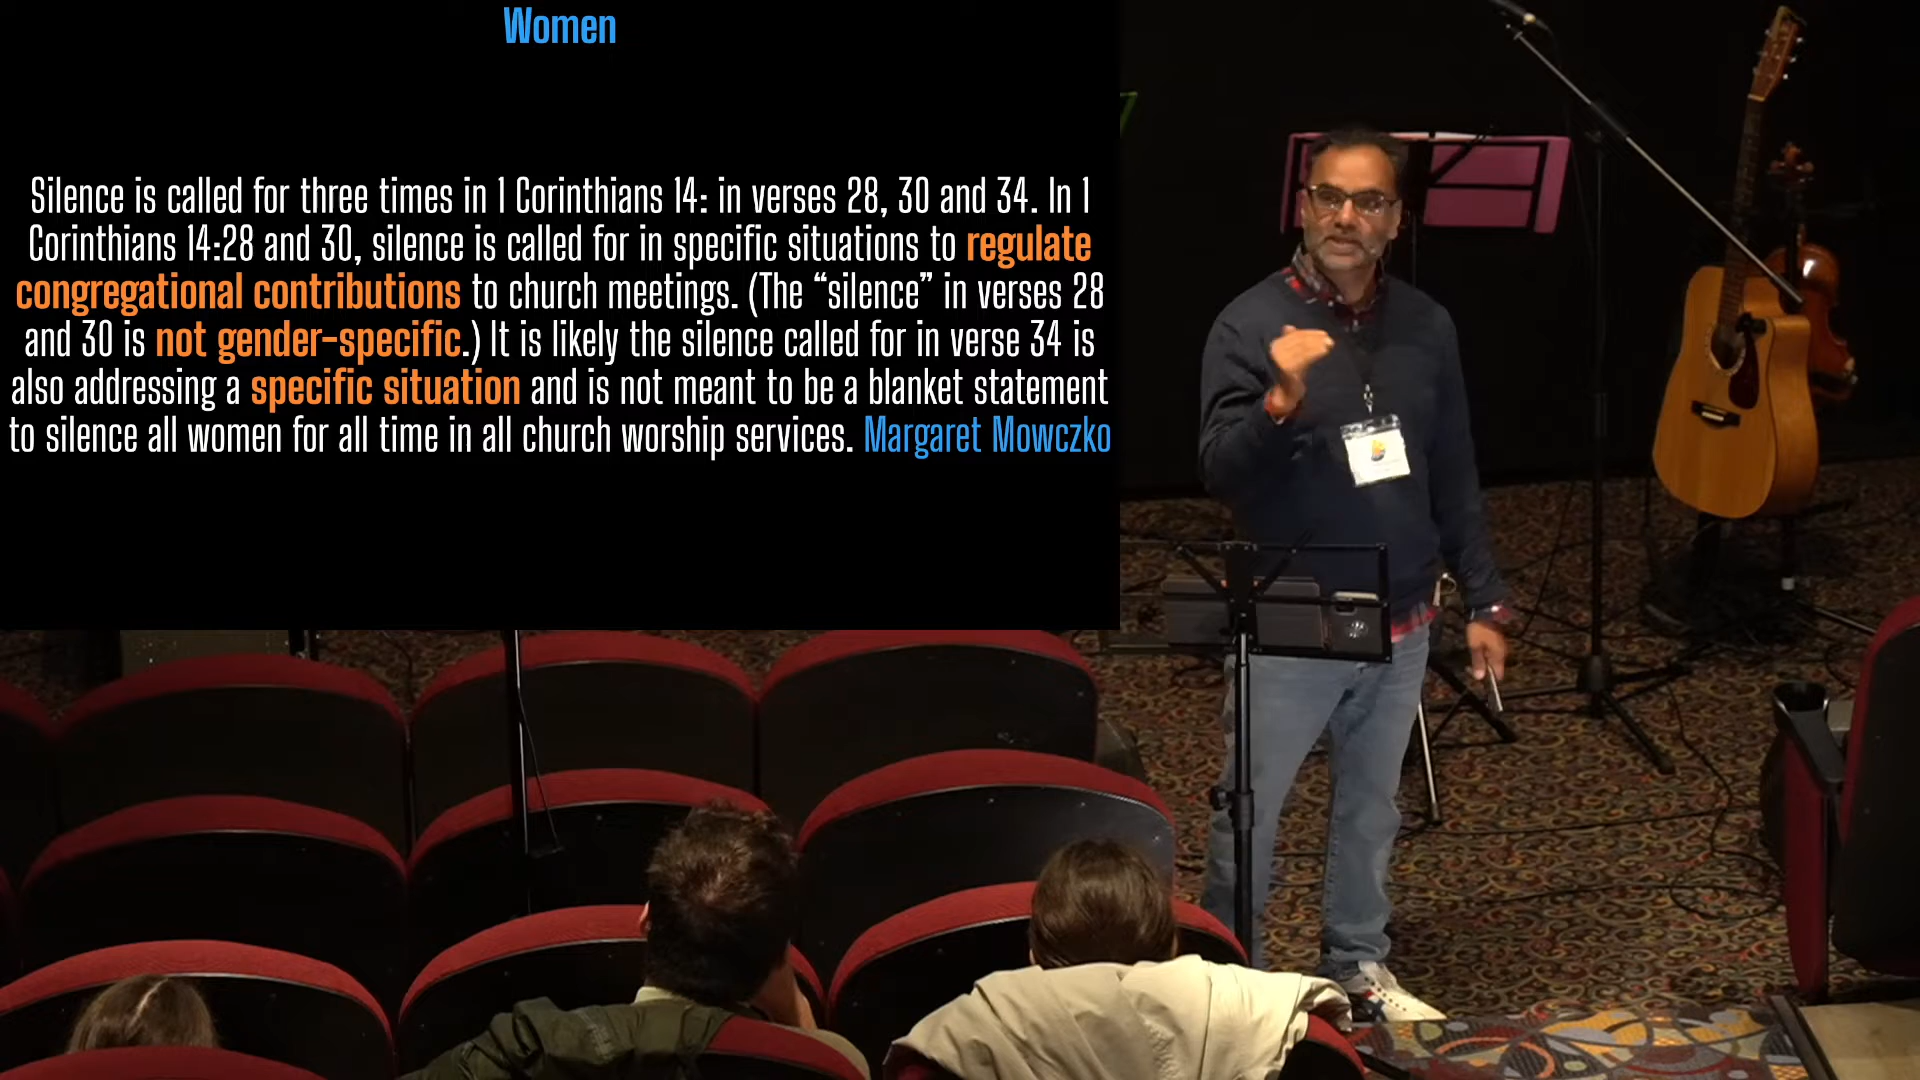 Women
Silence is called for three times in 1 Corinthians 14: in verses 28, 30 and 34. In 1
Corinthians 14:28 and 30, silence is called for in specific situations to regulate
congregational contributions to church meetings. (The “silence” in verses 28
and 30 is not gender-specific.) It is likely the silence called for in verse 34 is
also addressing a specific situation and is not meant to be a blanket statement
to silence all women for all time in all church worship services. Margaret Mowczko